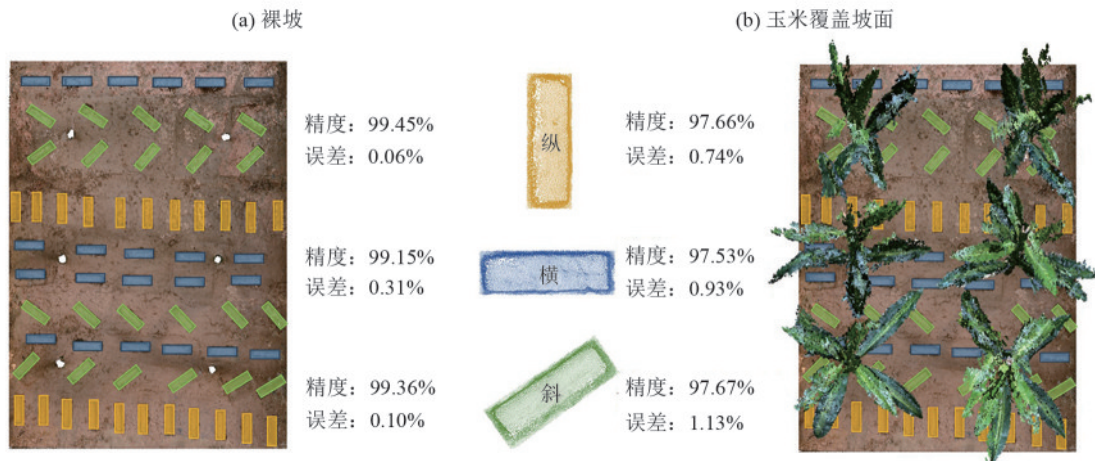 (a) 裸坡
(b) 玉米覆盖坡面
精度：99.45%
误差：0.06%
纵
精度：97.66%
误差：0.74%
精度：99.15%
误差：0.31%
横
精度：97.53%
误差：0.93%
精度：99.36%
误差：0.10%
斜
精度：97.67%
误差：1.13%